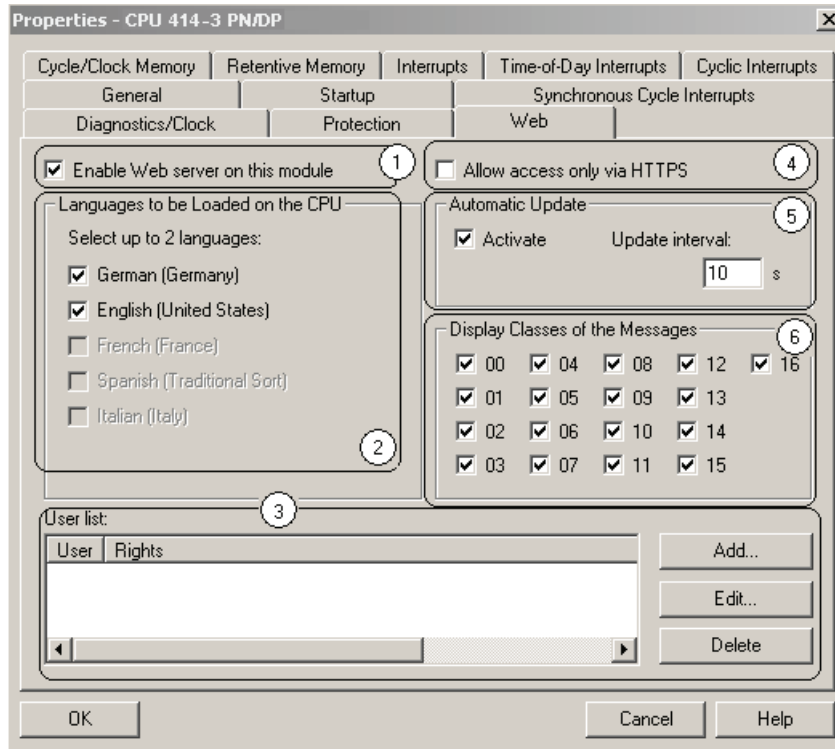 Properties - CPU 414-3 PN/DP
Cycle/Clock Memory Retentive Memory Interrupts Time-of-Day Interrupts Cyclic Interrupts
General Startup Synchronous Cycle Interrupts
Diagnostics/Clock Protection Web
Enable Web server on this module 1
Allow access only via HTTPS 4
Languages to be Loaded on the CPU
Select up to 2 languages:
German (Germany)
English (United States)
French (France)
Spanish (Traditional Sort)
Italian (Italy)
2
Automatic Update 5
Activate Update interval:
10 s
Display Classes of the Messages 6
00 04 08 12 16
01 05 09 13
02 06 10 14
03 07 11 15
User list: 3
User Rights
Add...
Edit...
Delete
OK Cancel Help